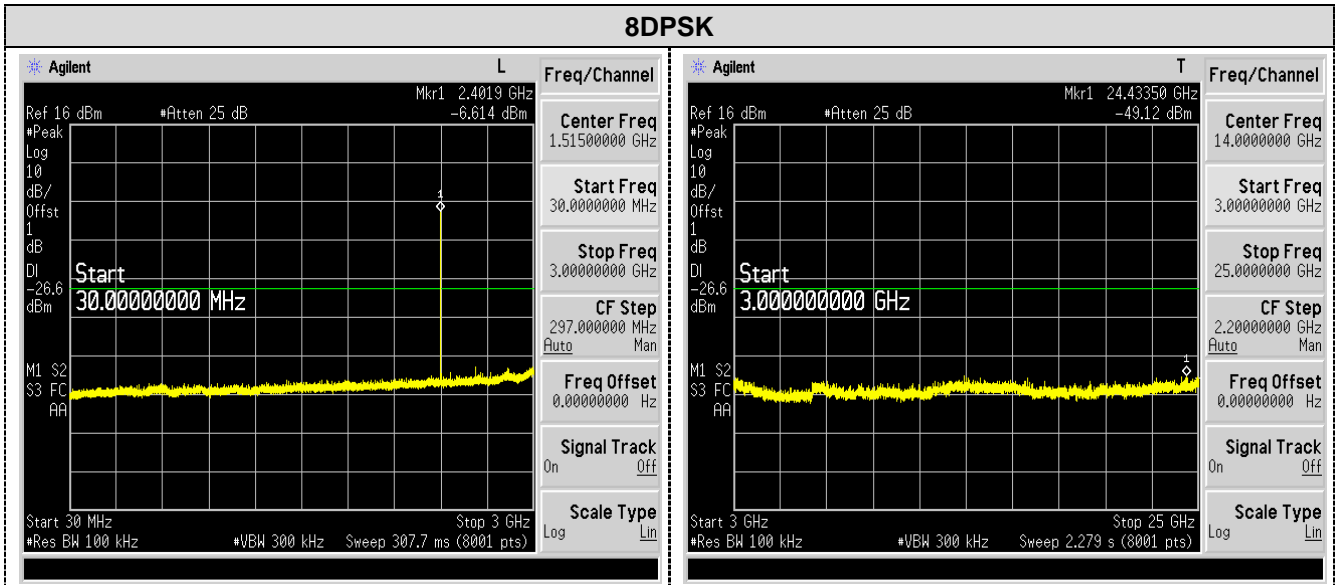 8DPSK
Agilent L
Mkr1 2.4019 GHz
Ref 16 dBm #Atten 25 dB -6.614 dBm
#Peak
Log
10
dB/
Offst
1
dB
DI
-26.6
dBm
Start
30.00000000 MHz
M1 S2
S3 FC
AA
Start 30 MHz Stop 3 GHz
#Res BW 100 kHz #VBW 300 kHz Sweep 307.7 ms (8001 pts)
1
Freq/Channel
Center Freq
1.51500000 GHz
Start Freq
30.0000000 MHz
Stop Freq
3.00000000 GHz
CF Step
297.000000 MHz
Auto Man
Freq Offset
0.00000000 Hz
Signal Track
On Off
Scale Type
Log Lin
Agilent T
Mkr1 24.43350 GHz
Ref 16 dBm #Atten 25 dB -49.12 dBm
#Peak
Log
10
dB/
Offst
1
dB
DI
-26.6
dBm
Start
3.000000000 GHz
M1 S2
S3 FC
AA
Start 3 GHz Stop 25 GHz
#Res BW 100 kHz #VBW 300 kHz Sweep 2.279 s (8001 pts)
1
Freq/Channel
Center Freq
14.0000000 GHz
Start Freq
3.00000000 GHz
Stop Freq
25.0000000 GHz
CF Step
2.20000000 GHz
Auto Man
Freq Offset
0.00000000 Hz
Signal Track
On Off
Scale Type
Log Lin